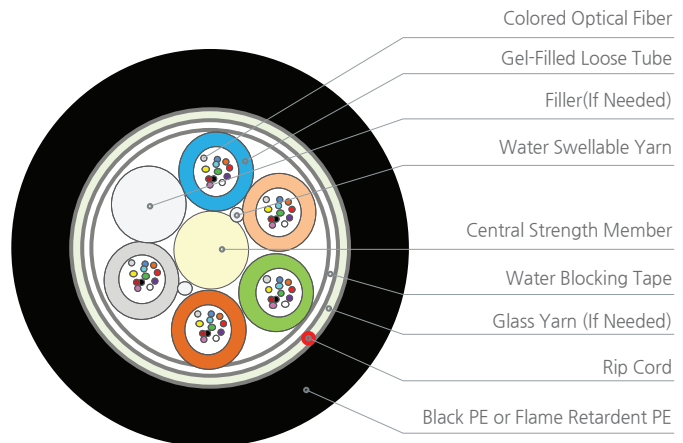 Colored Optical Fiber
Gel-Filled Loose Tube
Filler(If Needed)
Water Swellable Yarn
Central Strength Member
Water Blocking Tape
Glass Yarn (If Needed)
Rip Cord
Black PE or Flame Retardent PE